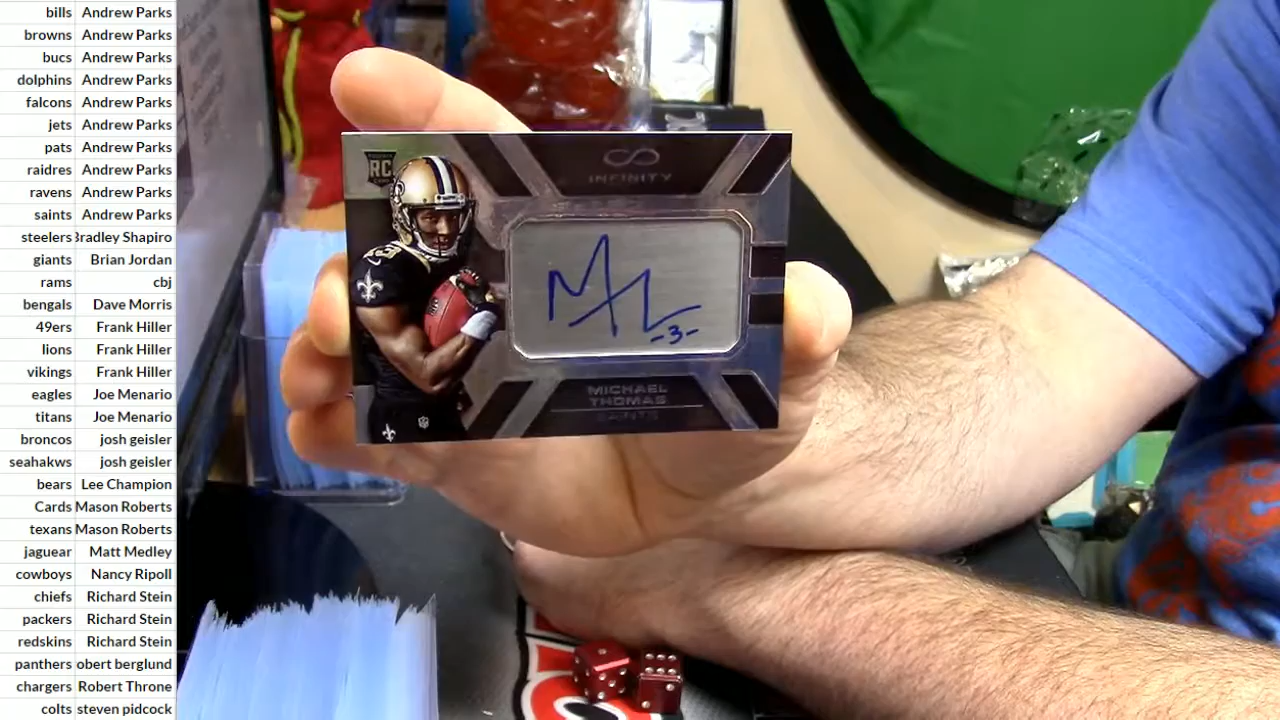 bills Andrew Parks
browns Andrew Parks
bucs Andrew Parks
dolphins Andrew Parks
falcons Andrew Parks
jets Andrew Parks
pats Andrew Parks
raidres Andrew Parks
ravens Andrew Parks
saints Andrew Parks
steelers Bradley Shapiro
giants Brian Jordan
rams cbj
bengals Dave Morris
49ers Frank Hiller
lions Frank Hiller
vikings Frank Hiller
eagles Joe Menario
titans Joe Menario
broncos josh geisler
seahakws josh geisler
bears Lee Champion
Cards Mason Roberts
texans Mason Roberts
jaguear Matt Medley
cowboys Nancy Ripoll
chiefs Richard Stein
packers Richard Stein
redskins Richard Stein
panthers obert berglund
chargers Robert Throne
colts steven pidcock
RC
INFINITY
-3-
MICHAEL
THOMAS
SAINTS